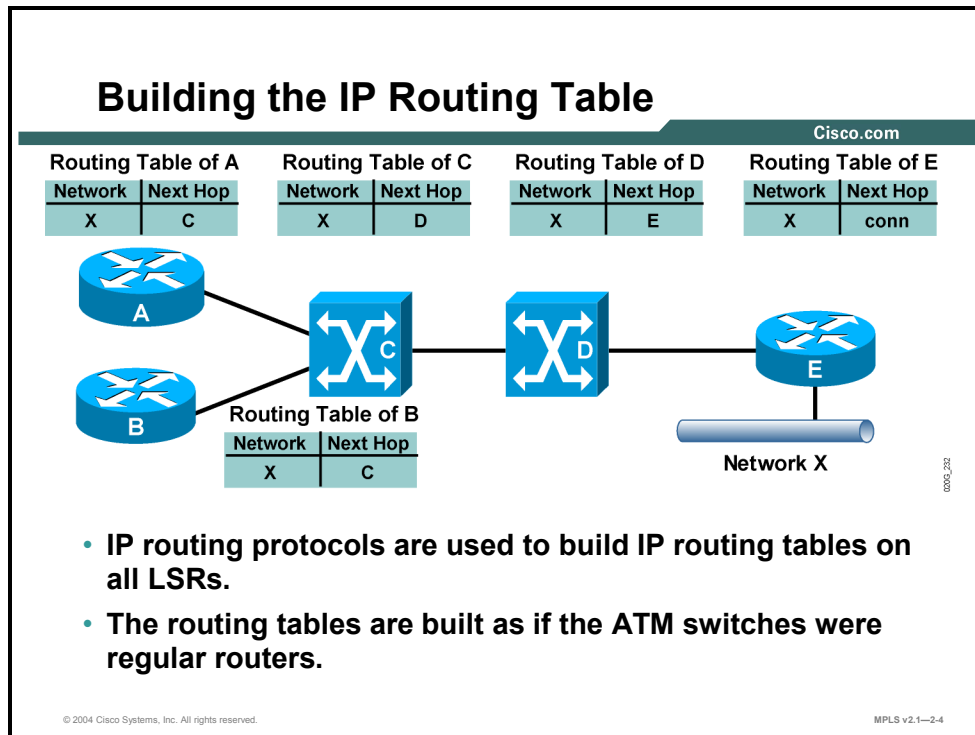 Building the IP Routing Table
Cisco.com
Routing Table of A
Network Next Hop
X C
Routing Table of C
Network Next Hop
X D
Routing Table of D
Network Next Hop
X E
Routing Table of E
Network Next Hop
X conn
A
B
C
D
E
Routing Table of B
Network Next Hop
X C
Network X
020G_232
• IP routing protocols are used to build IP routing tables on
all LSRs.
• The routing tables are built as if the ATM switches were
regular routers.
© 2004 Cisco Systems, Inc. All rights reserved.
MPLS v2.1—2-4